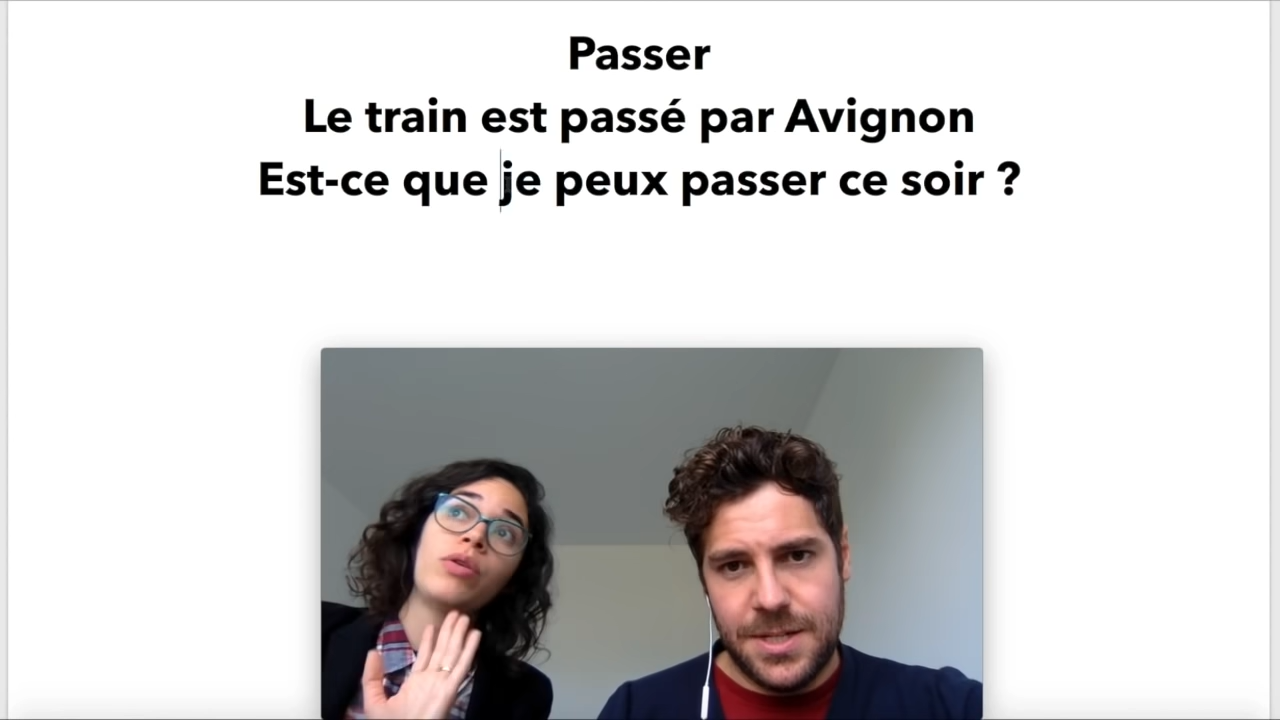 Passer
Le train est passé par Avignon
Est-ce que je peux passer ce soir ?